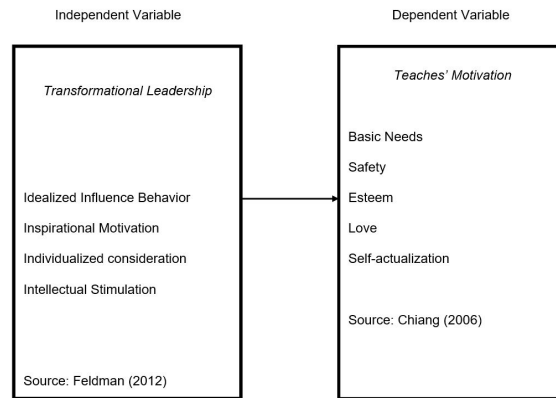 Independent Variable
Transformational Leadership
Idealized Influence Behavior
Inspirational Motivation
Individualized consideration
Intellectual Stimulation
Source: Feldman (2012)
Dependent Variable
Teaches’ Motivation
Basic Needs
Safety
Esteem
Love
Self-actualization
Source: Chiang (2006)